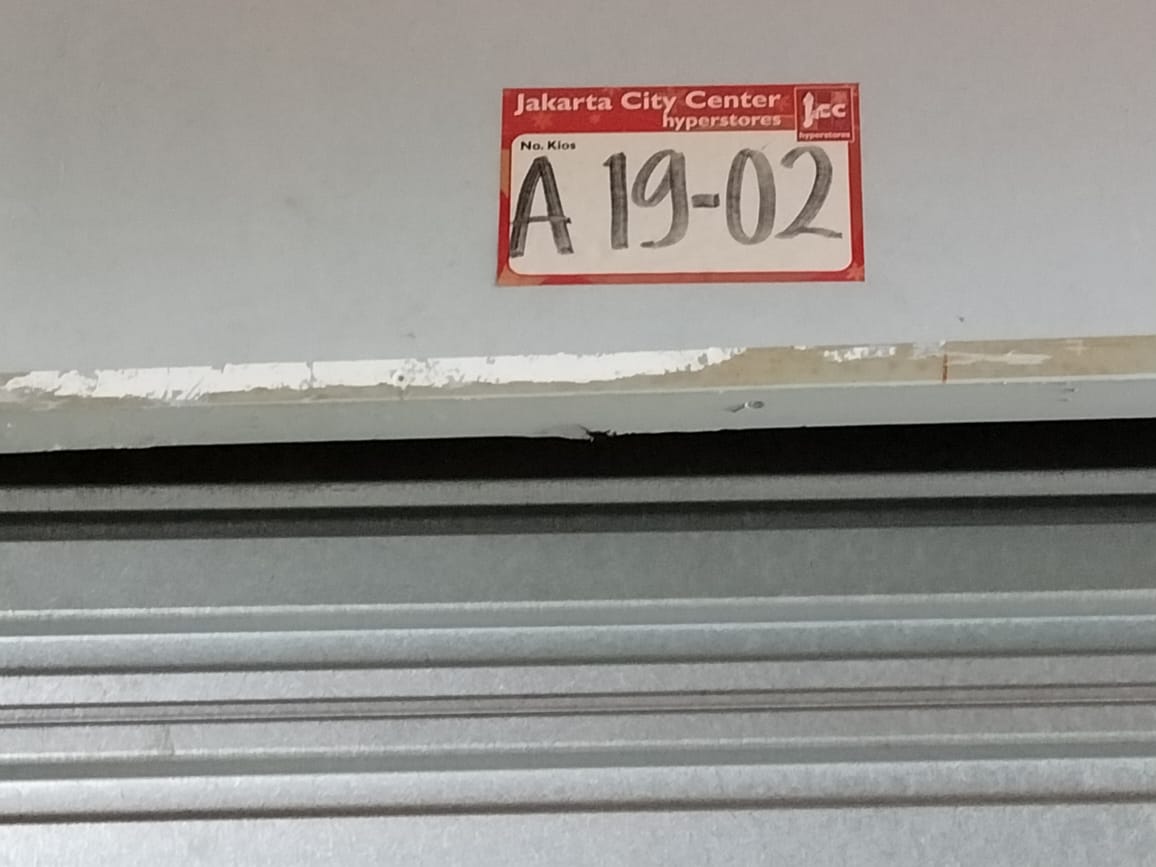 Jakarta City Center
hyperstores
JCC
hyperstores
No. Kios
A 19-02